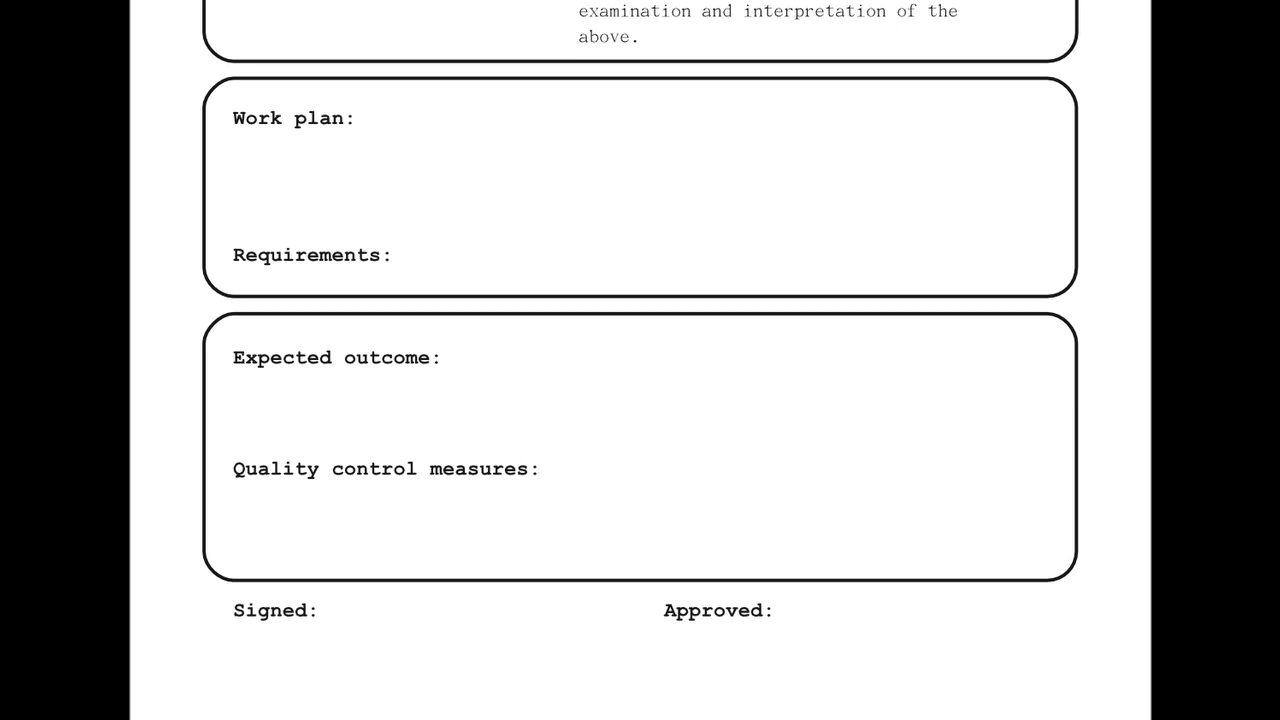 examination and interpretation of the
above.
Work plan:
Requirements:
Expected outcome:
Quality control measures:
Signed:
Approved: